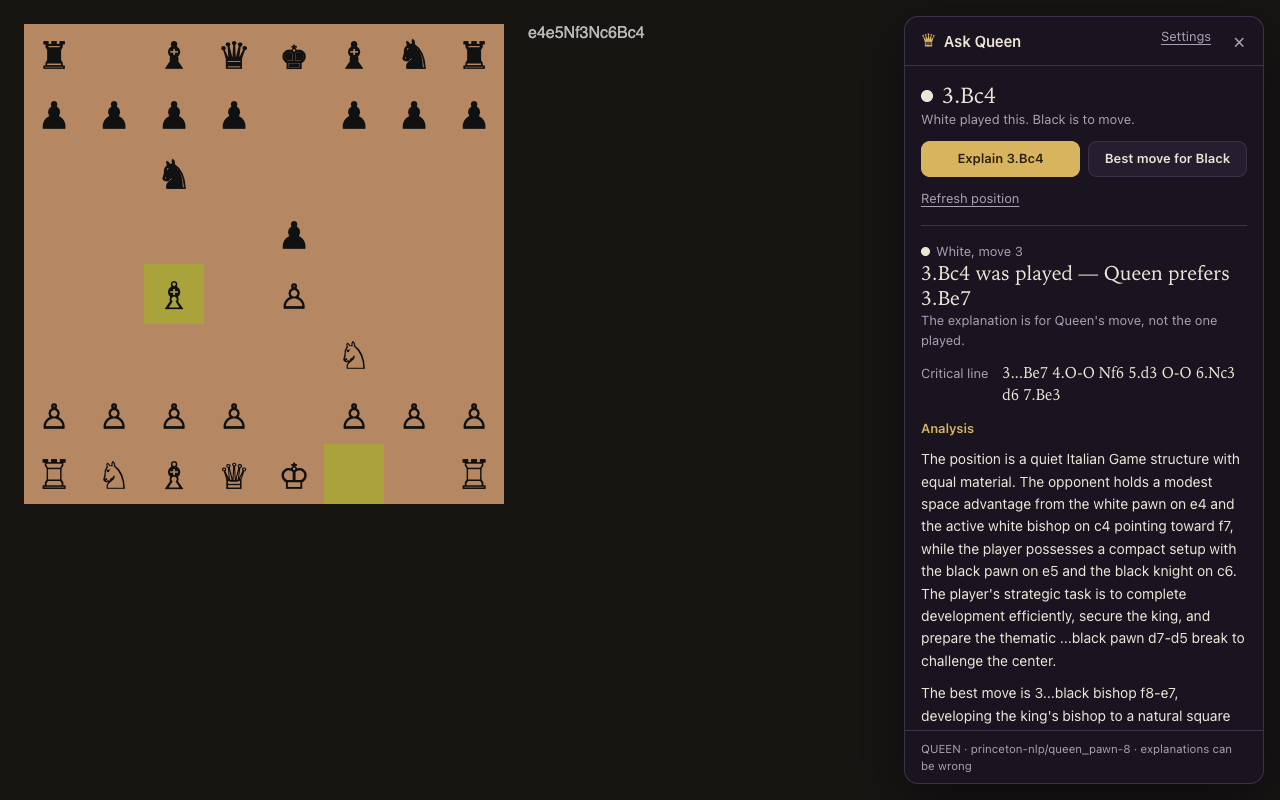 e4e5Nf3Nc6Bc4
Ask Queen
Settings
×
3.Bc4
White played this. Black is to move.
Explain 3.Bc4
Best move for Black
Refresh position
White, move 3
3.Bc4 was played — Queen prefers
3.Be7
The explanation is for Queen's move, not the one
played.
Critical line
3...Be7 4.O-O Nf6 5.d3 O-O 6.Nc3
d6 7.Be3
Analysis
The position is a quiet Italian Game structure with
equal material. The opponent holds a modest
space advantage from the white pawn on e4 and
the active white bishop on c4 pointing toward f7,
while the player possesses a compact setup with
the black pawn on e5 and the black knight on c6.
The player's strategic task is to complete
development efficiently, secure the king, and
prepare the thematic ...black pawn d7-d5 break to
challenge the center.
The best move is 3...black bishop f8-e7,
developing the king's bishop to a natural square
QUEEN · princeton-nlp/queen_pawn-8 · explanations can
be wrong